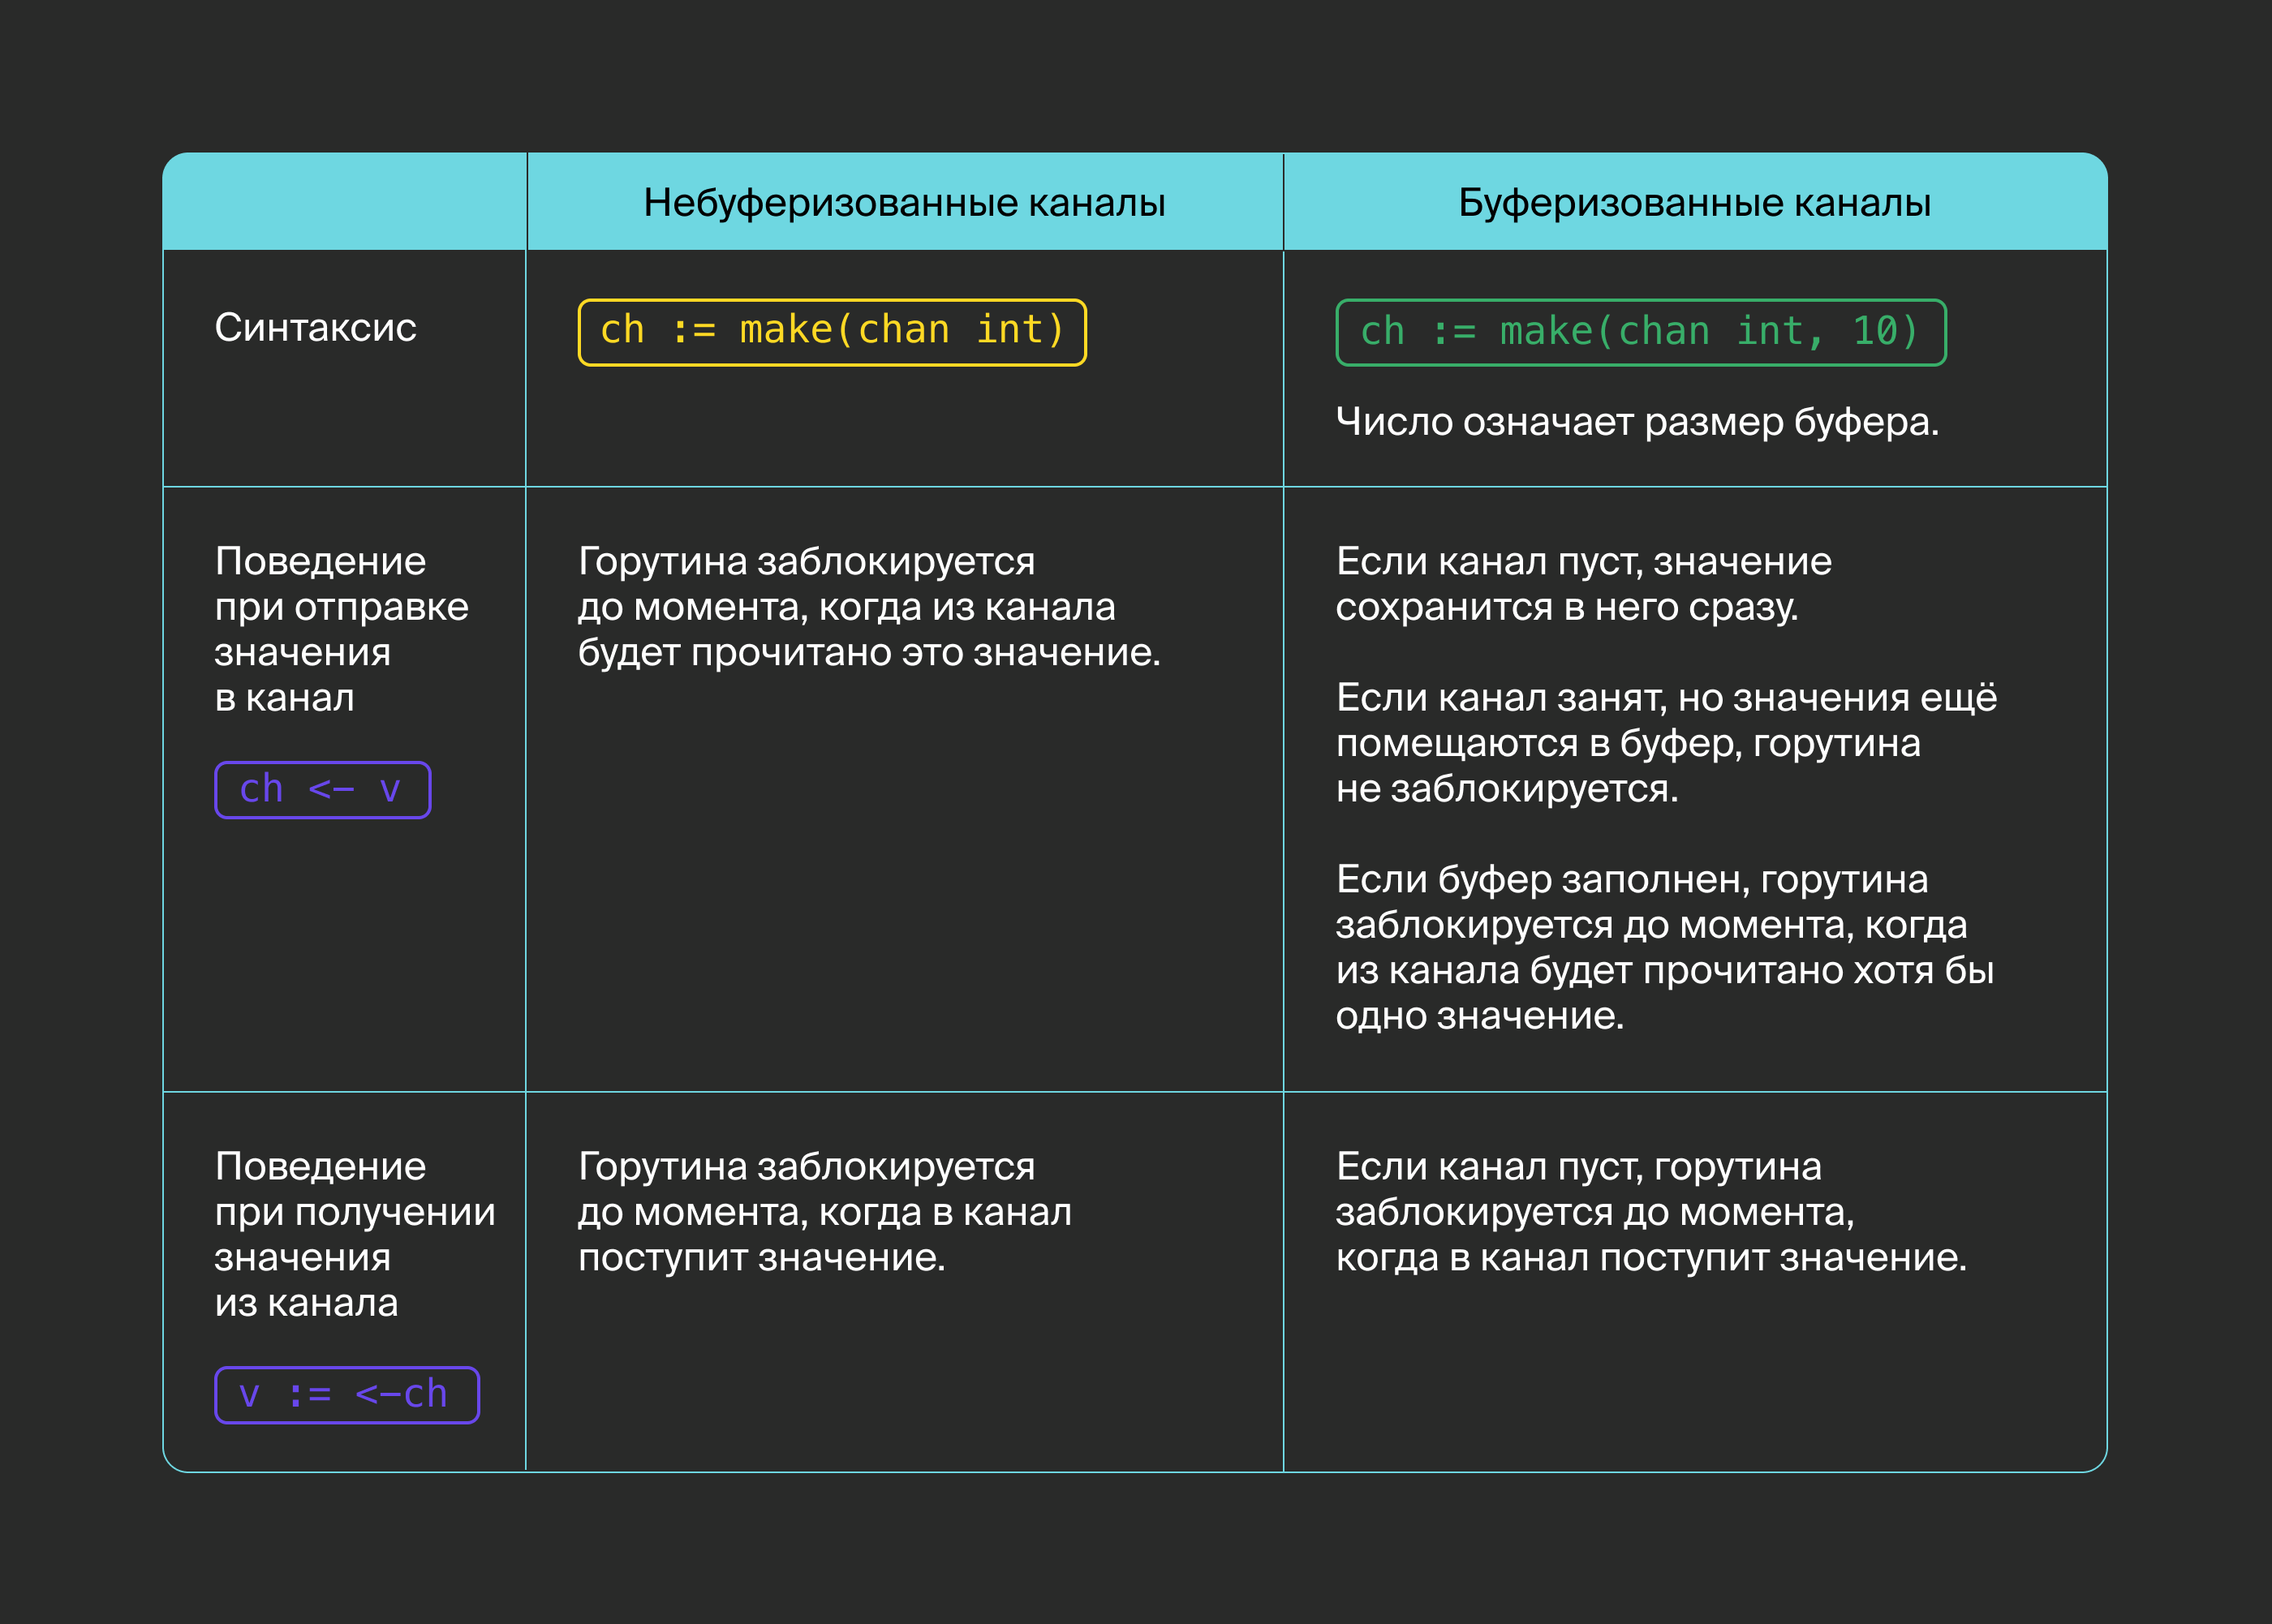 Небуферизованные каналы
Буферизованные каналы
Синтаксис
ch := make(chan int)
ch := make(chan int, 10)
Число означает размер буфера.
Поведение
при отправке
значения
в канал
ch <− v
Горутина заблокируется
до момента, когда из канала
будет прочитано это значение.
Если канал пуст, значение
сохранится в него сразу.
Если канал занят, но значения ещё
помещаются в буфер, горутина
не заблокируется.
Если буфер заполнен, горутина
заблокируется до момента, когда
из канала будет прочитано хотя бы
одно значение.
Поведение
при получении
значения
из канала
v := <−ch
Горутина заблокируется
до момента, когда в канал
поступит значение.
Если канал пуст, горутина
заблокируется до момента,
когда в канал поступит значение.